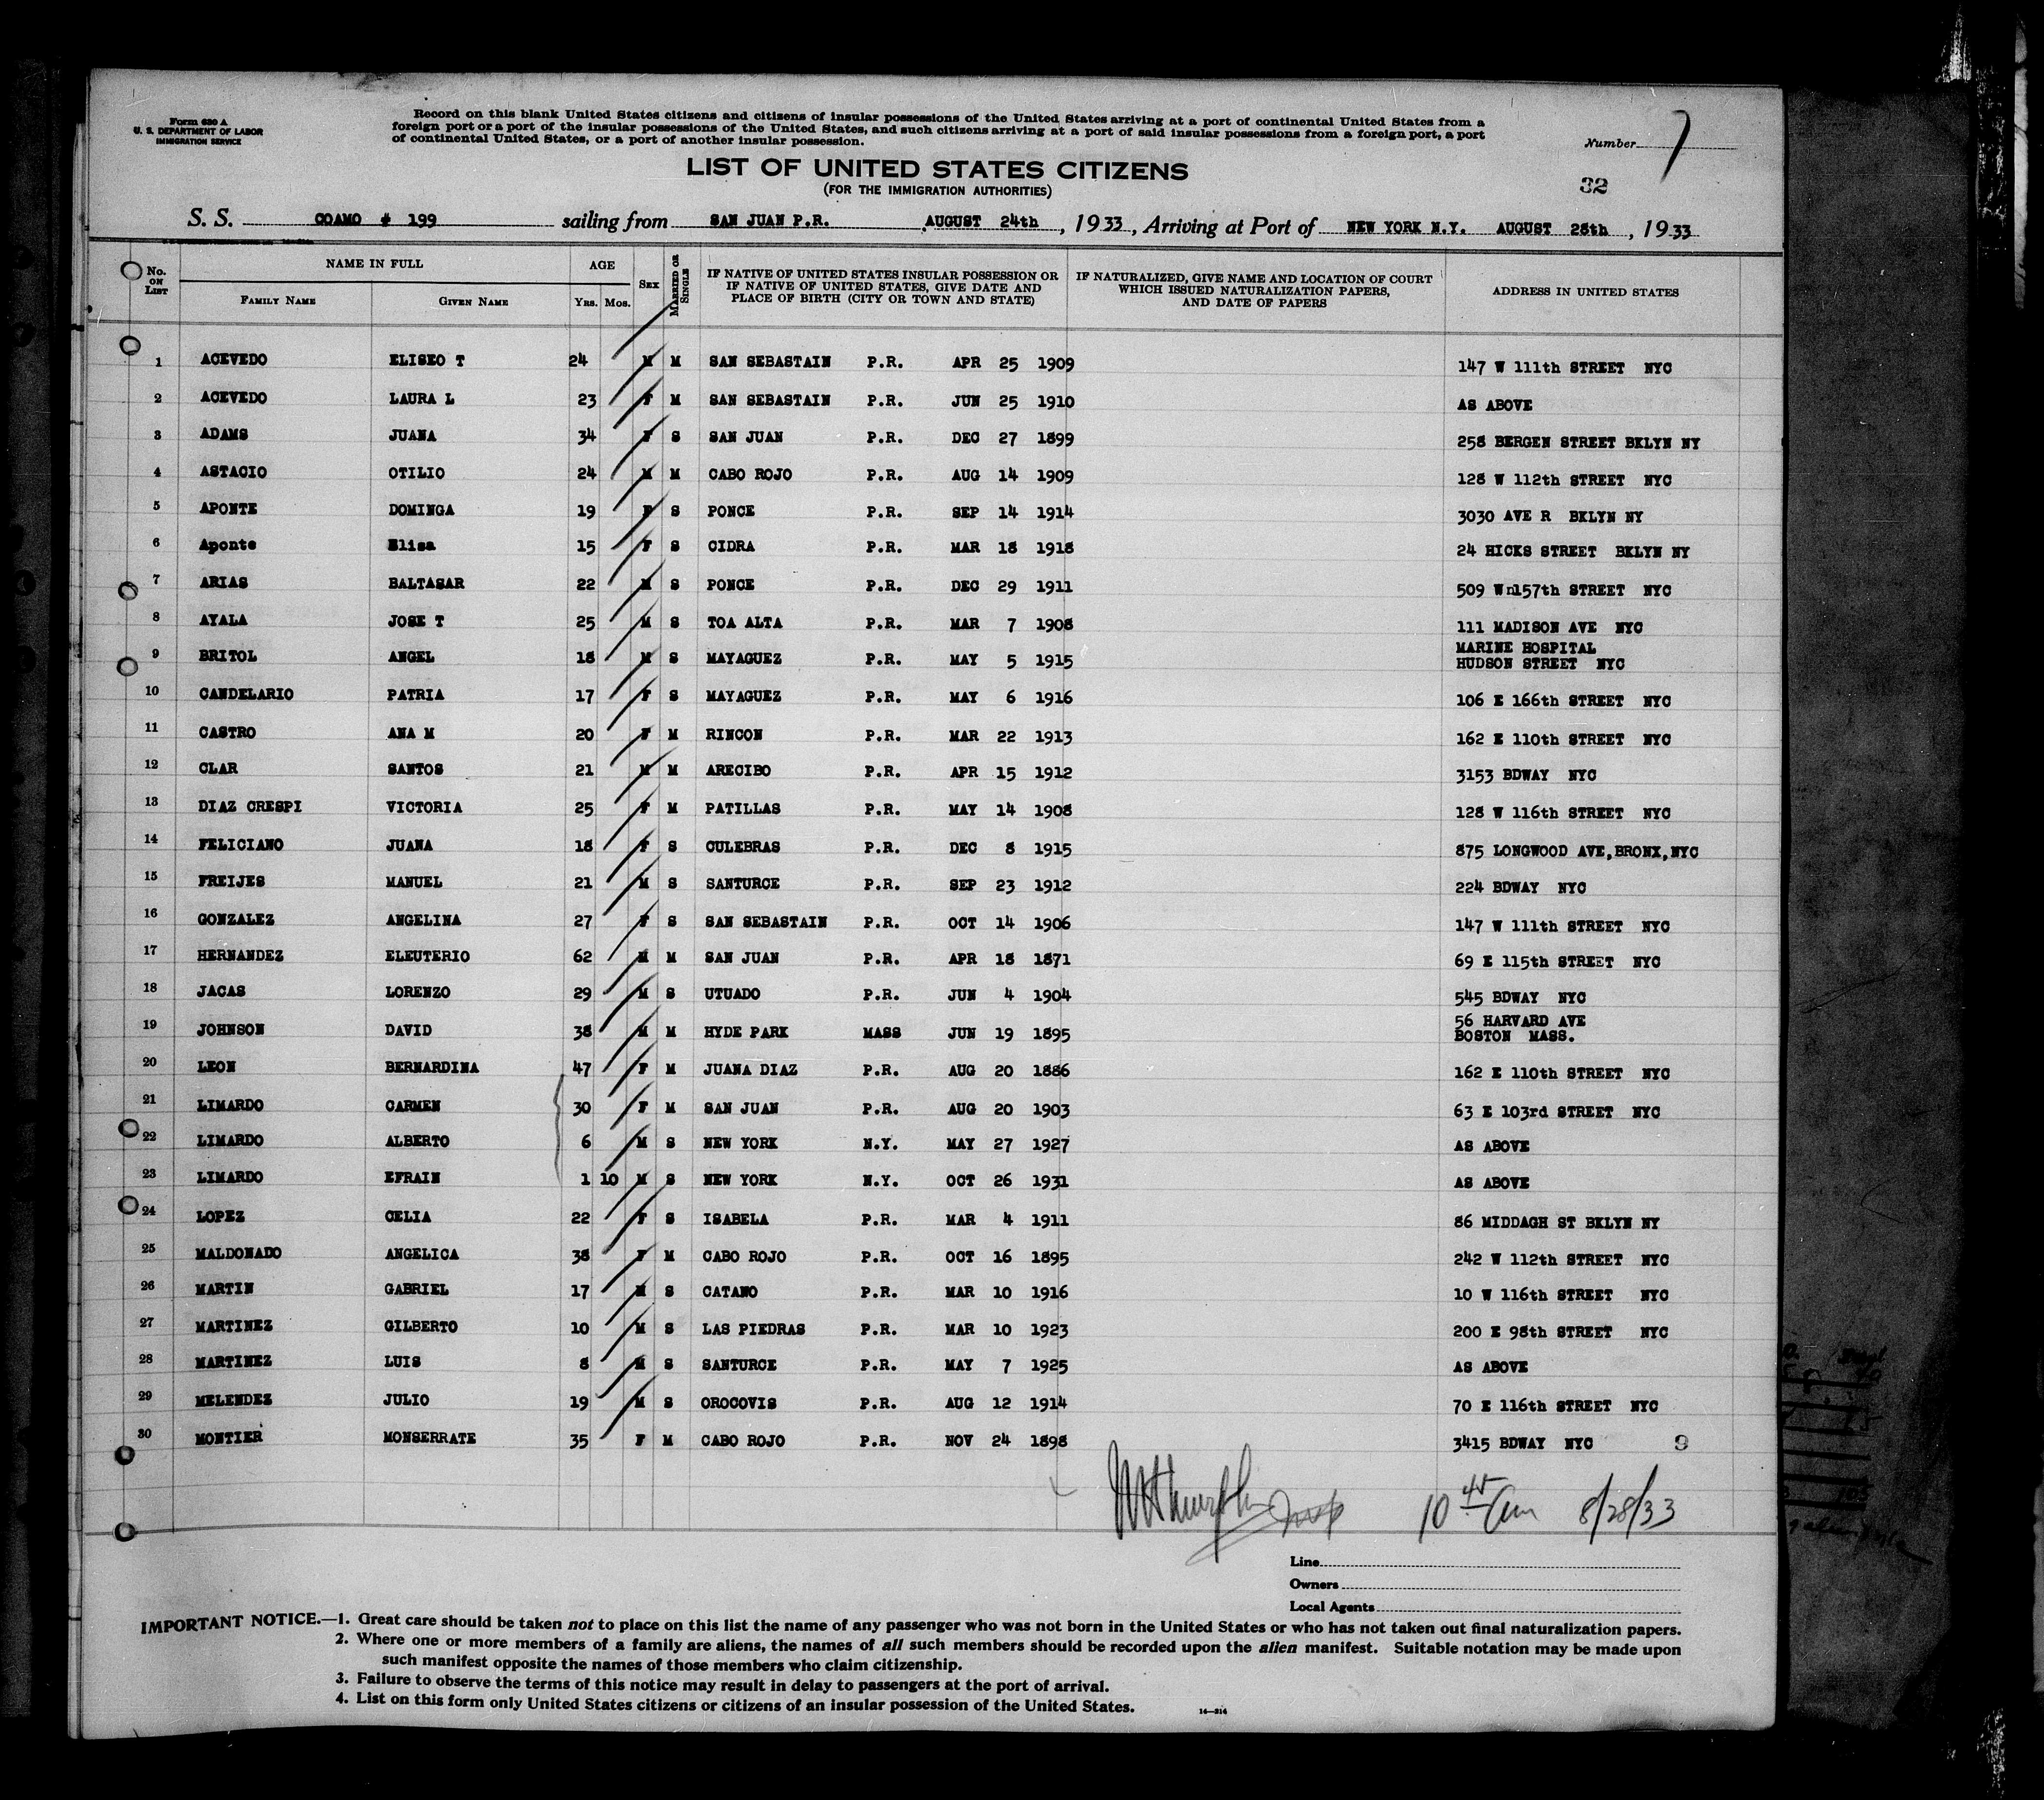 Form 630 A
U. S. DEPARTMENT OF LABOR
IMMIGRATION SERVICE
Record on this blank United States citizens and citizens of insular possessions of the United States arriving at a port of continental United States from a
foreign port or a port of the insular possessions of the United States, and such citizens arriving at a port of said insular possessions from a foreign port, a port
of continental United States, or a port of another insular possession.
Number 7
LIST OF UNITED STATES CITIZENS
(FOR THE IMMIGRATION AUTHORITIES)
32
S. S. COAMO # 199 sailing from SAN JUAN P.R. , AUGUST 24th , 1933 , Arriving at Port of NEW YORK N.Y. AUGUST 28th , 1933
No. ON LIST NAME IN FULL FAMILY NAME GIVEN NAME AGE YRS. MOS. SEX MARRIED OR SINGLE IF NATIVE OF UNITED STATES INSULAR POSSESSION OR IF NATIVE OF UNITED STATES, GIVE DATE AND PLACE OF BIRTH (CITY OR TOWN AND STATE) IF NATURALIZED, GIVE NAME AND LOCATION OF COURT WHICH ISSUED NATURALIZATION PAPERS, AND DATE OF PAPERS ADDRESS IN UNITED STATES
1 ACEVEDO ELISEO T 24 M M SAN SEBASTAIN P.R. APR 25 1909 147 W 111th STREET NYC
2 ACEVEDO LAURA L 23 F M SAN SEBASTAIN P.R. JUN 25 1910 AS ABOVE
3 ADAMS JUANA 34 F S SAN JUAN P.R. DEC 27 1899 258 BERGEN STREET BKLYN NY
4 ASTACIO OTILIO 24 M M CABO ROJO P.R. AUG 14 1909 128 W 112th STREET NYC
5 APONTE DOMINGA 19 F S PONCE P.R. SEP 14 1914 3030 AVE R BKLYN NY
6 Aponte Elisa 15 F S CIDRA P.R. MAR 18 1918 24 HICKS STREET BKLYN NY
7 ARIAS BALTASAR 22 M S PONCE P.R. DEC 29 1911 509 Wn157th STREET NYC
8 AYALA JOSE T 25 M S TOA ALTA P.R. MAR 7 1908 111 MADISON AVE NYC
9 BRITOL ANGEL 18 M S MAYAGUEZ P.R. MAY 5 1915 MARINE HOSPITAL HUDSON STREET NYC
10 CANDELARIO PATRIA 17 F S MAYAGUEZ P.R. MAY 6 1916 106 E 166th STREET NYC
11 CASTRO ANA M 20 F M RINCON P.R. MAR 22 1913 162 E 110th STREET NYC
12 CLAR SANTOS 21 M M ARECIBO P.R. APR 15 1912 3153 BDWAY NYC
13 DIAZ CRESPI VICTORIA 25 F M PATILLAS P.R. MAY 14 1908 128 W 116th STREET NYC
14 FELICIANO JUANA 18 F S CULEBRAS P.R. DEC 8 1915 875 LONGWOOD AVE,BRONX,NYC
15 FREIJES MANUEL 21 M S SANTURCE P.R. SEP 23 1912 224 BDWAY NYC
16 GONZALEZ ANGELINA 27 F S SAN SEBASTAIN P.R. OCT 14 1906 147 W 111th STREET NYC
17 HERNANDEZ ELEUTERIO 62 M M SAN JUAN P.R. APR 18 1871 69 E 115th STREET NYC
18 JACAS LORENZO 29 M S UTUADO P.R. JUN 4 1904 545 BDWAY NYC
19 JOHNSON DAVID 38 M M HYDE PARK MASS JUN 19 1895 56 HARVARD AVE BOSTON MASS.
20 LEON BERNARDINA 47 F M JUANA DIAZ P.R. AUG 20 1886 162 E 110th STREET NYC
21 LIMARDO CARMEN 30 F M SAN JUAN P.R. AUG 20 1903 63 E 103rd STREET NYC
22 LIMARDO ALBERTO 6 M S NEW YORK N.Y. MAY 27 1927 AS ABOVE
23 LIMARDO EFRAIN 1 10 M S NEW YORK N.Y. OCT 26 1931 AS ABOVE
24 LOPEZ CELIA 22 F S ISABELA P.R. MAR 4 1911 86 MIDDAGH ST BKLYN NY
25 MALDONADO ANGELICA 38 F M CABO ROJO P.R. OCT 16 1895 242 W 112th STREET NYC
26 MARTIN GABRIEL 17 M S CATANO P.R. MAR 10 1916 10 W 116th STREET NYC
27 MARTINEZ GILBERTO 10 M S LAS PIEDRAS P.R. MAR 10 1923 200 E 98th STREET NYC
28 MARTINEZ LUIS 8 M S SANTURCE P.R. MAY 7 1925 AS ABOVE
29 MELENDEZ JULIO 19 M S OROCOVIS P.R. AUG 12 1914 70 E 116th STREET NYC
30 MONTIER MONSERRATE 35 F M CABO ROJO P.R. NOV 24 1898 3415 BDWAY NYC 9
10 45 Am 8/28/33
Line
Owners
Local Agents
IMPORTANT NOTICE.—1. Great care should be taken not to place on this list the name of any passenger who was not born in the United States or who has not taken out final naturalization papers.
2. Where one or more members of a family are aliens, the names of all such members should be recorded upon the alien manifest. Suitable notation may be made upon
such manifest opposite the names of those members who claim citizenship.
3. Failure to observe the terms of this notice may result in delay to passengers at the port of arrival.
4. List on this form only United States citizens or citizens of an insular possession of the United States.
14—314